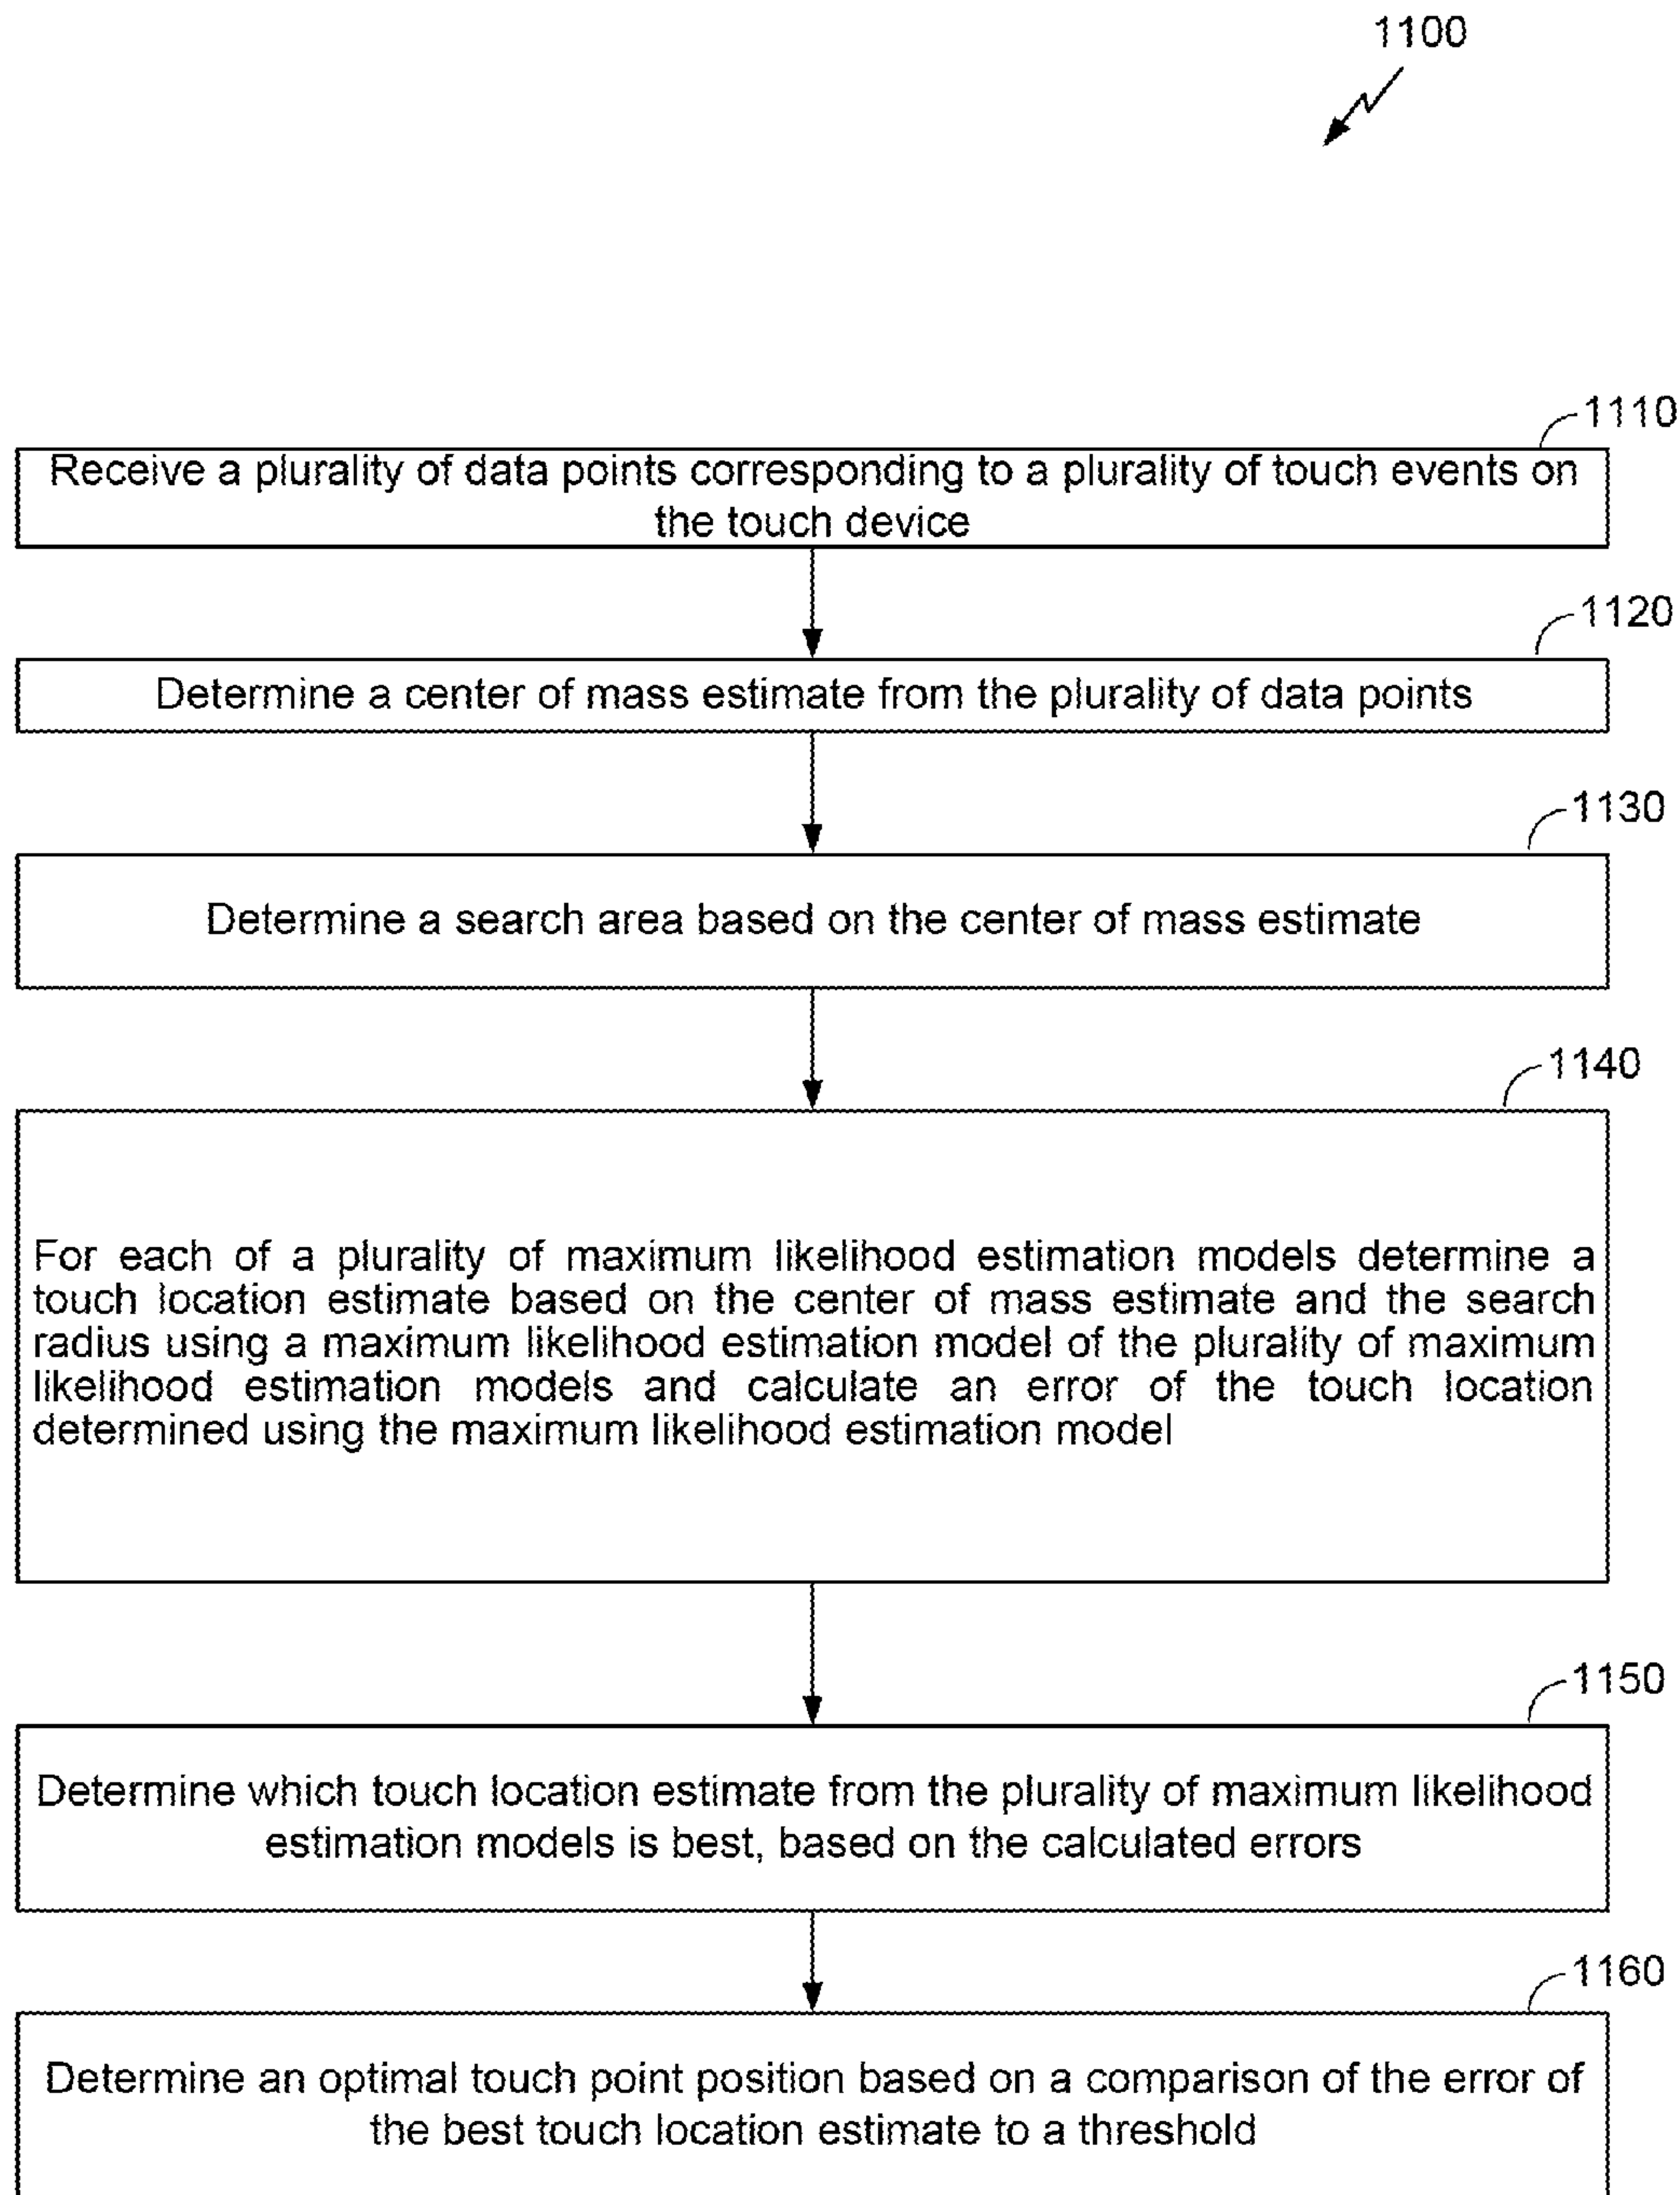 1100
1110
Receive a plurality of data points corresponding to a plurality of touch events on
the touch device
1120
Determine a center of mass estimate from the plurality of data points
1130
Determine a search area based on the center of mass estimate
1140
For each of a plurality of maximum likelihood estimation models determine a
touch location estimate based on the center of mass estimate and the search
radius using a maximum likelihood estimation model of the plurality of maximum
likelihood estimation models and calculate an error of the touch location
determined using the maximum likelihood estimation model
1150
Determine which touch location estimate from the plurality of maximum likelihood
estimation models is best, based on the calculated errors
1160
Determine an optimal touch point position based on a comparison of the error of
the best touch location estimate to a threshold